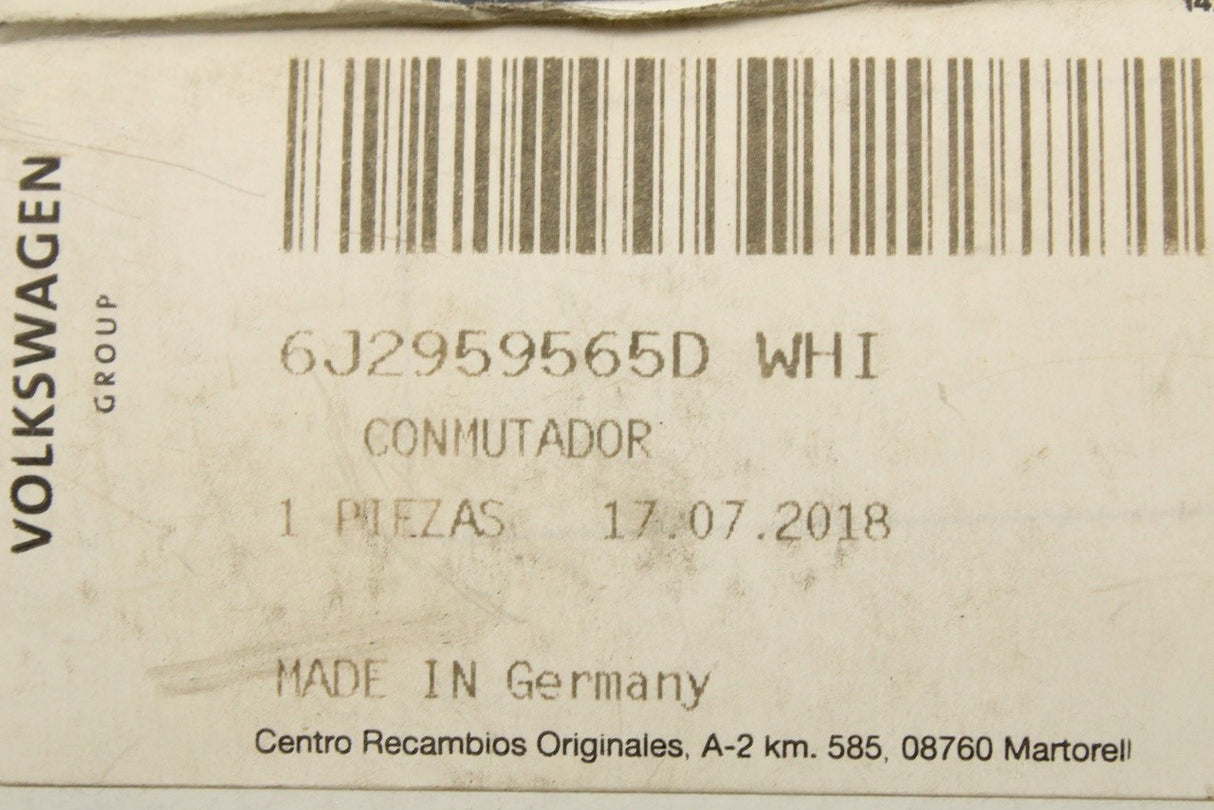 VOLKSWAGEN
GROUP
6J2959565D WHI
CONMUTADOR
1 PIEZAS 17.07.2018
MADE IN Germany
Centro Recambios Originales, A-2 km. 585, 08760 Martorell